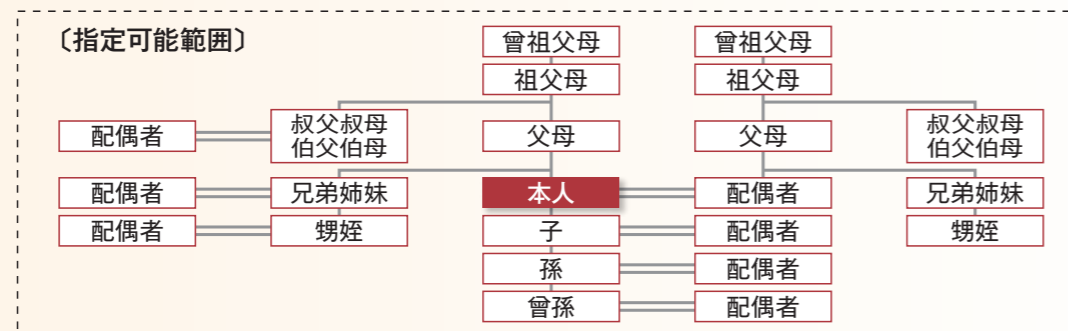 〔指定可能範囲〕
曾祖父母
曾祖父母
祖父母
祖父母
配偶者
叔父叔母
伯父伯母
父母
父母
叔父叔母
伯父伯母
配偶者
兄弟姉妹
本人
配偶者
兄弟姉妹
配偶者
甥姪
子
配偶者
甥姪
孫
配偶者
曾孫
配偶者